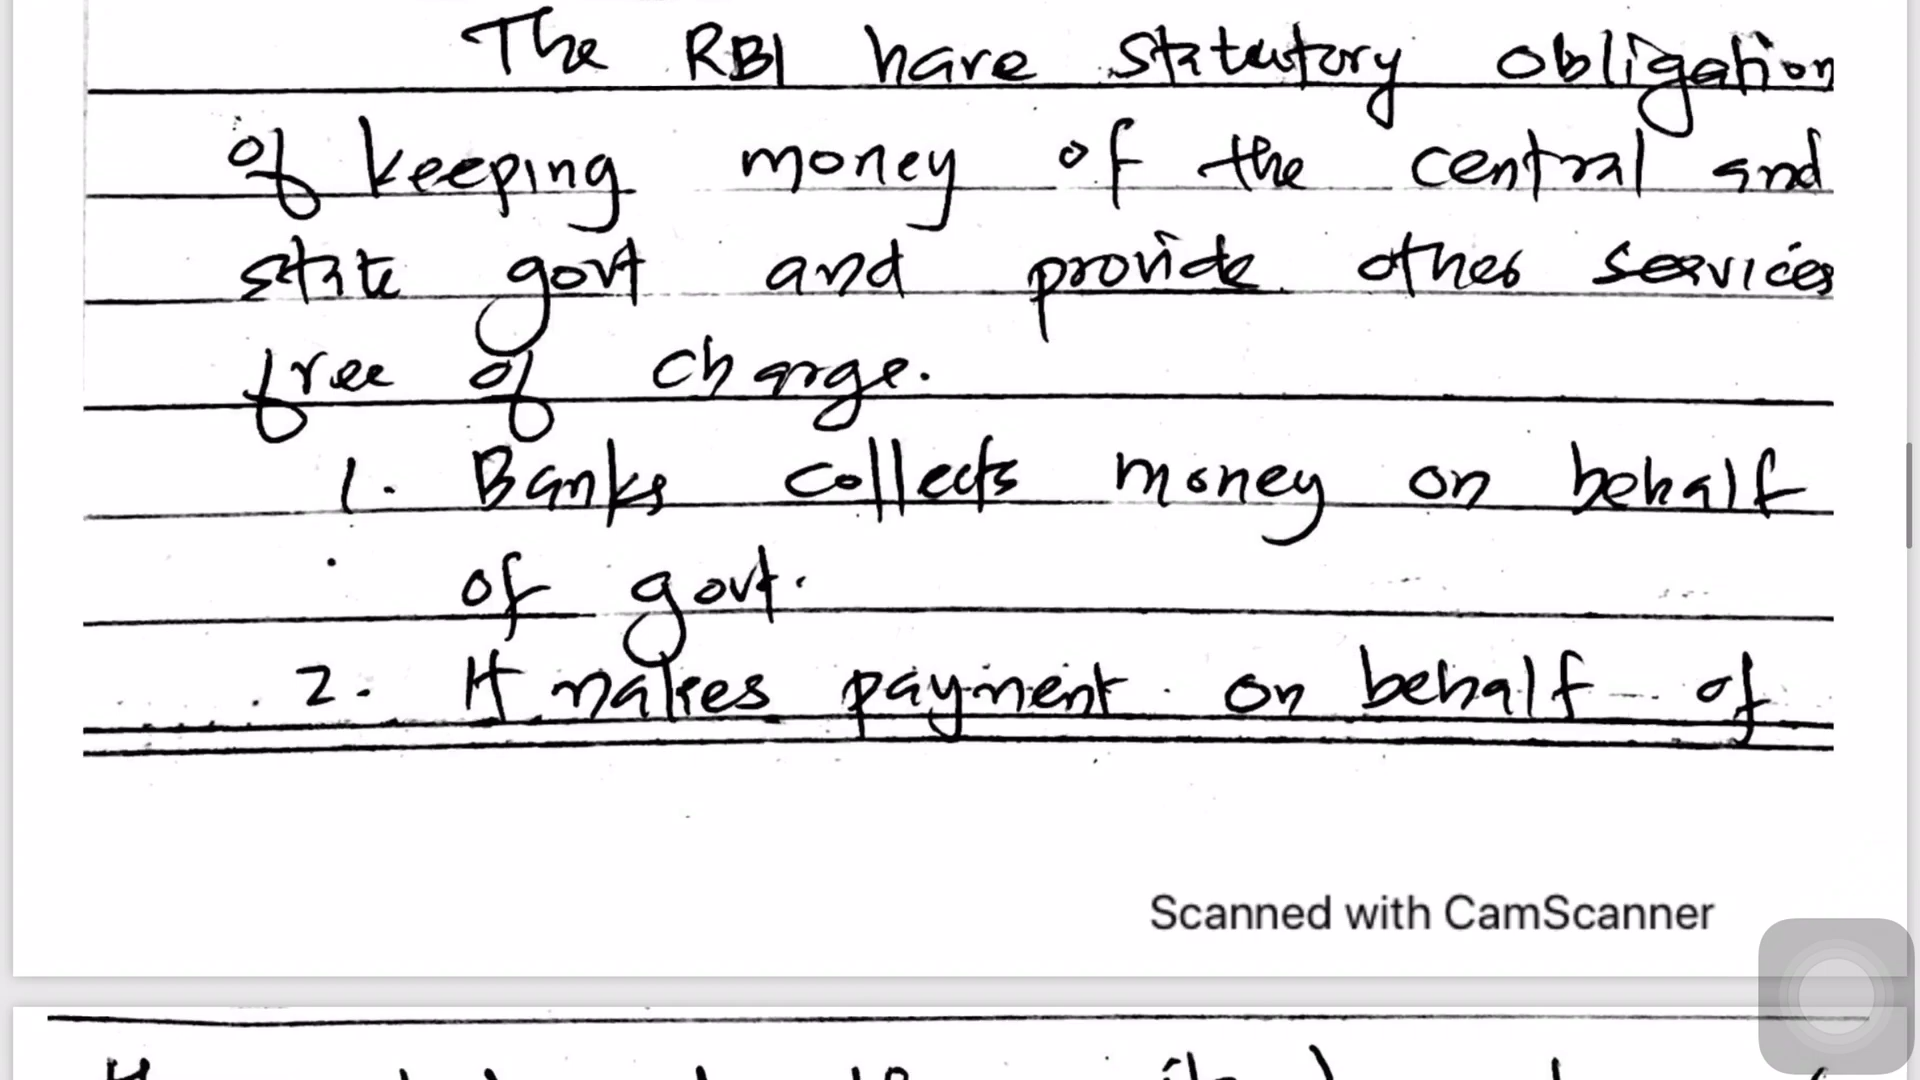 The RBI have statutory obligation
of keeping money of the central and
state govt and provide other services
free of charge.
1. Banks collects money on behalf
of govt.
2. It makes payment on behalf of
Scanned with CamScanner